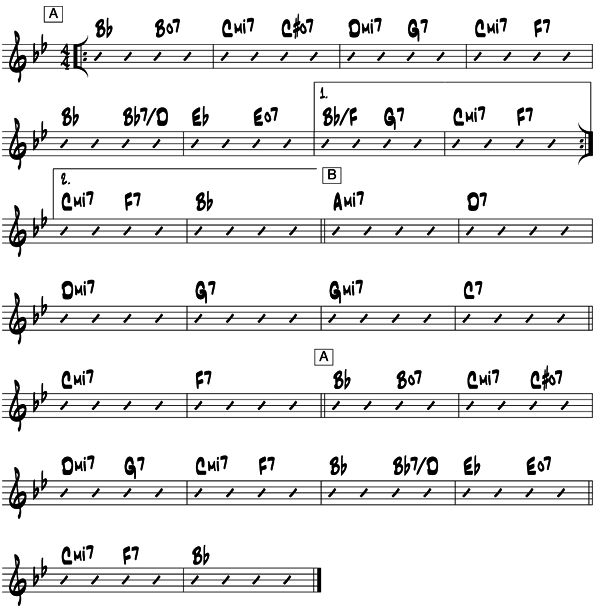 A
Bb Bo7 Cmi7 C#o7 Dmi7 G7 Cmi7 F7
4
4
1.
Bb Bb7/D Eb Eo7 Bb/F G7 Cmi7 F7
2. B
Cmi7 F7 Bb Ami7 D7
Dmi7 G7 Gmi7 C7
A
Cmi7 F7 Bb Bo7 Cmi7 C#o7
Dmi7 G7 Cmi7 F7 Bb Bb7/D Eb Eo7
Cmi7 F7 Bb